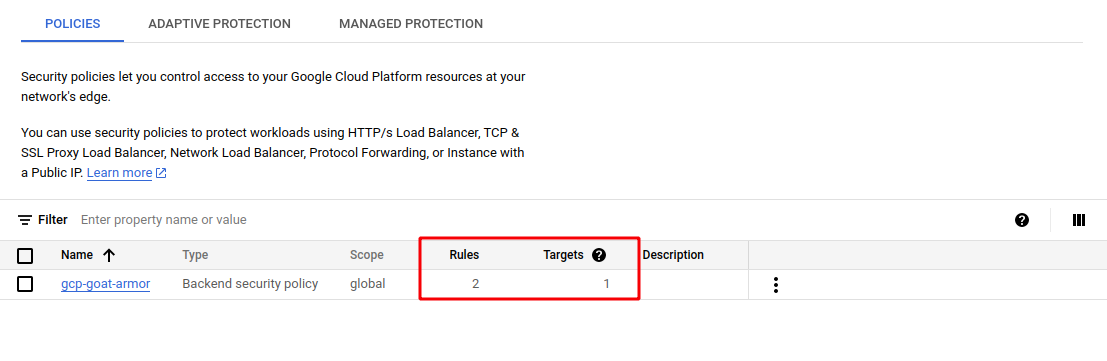 POLICIES ADAPTIVE PROTECTION MANAGED PROTECTION
Security policies let you control access to your Google Cloud Platform resources at your
network's edge.
You can use security policies to protect workloads using HTTP/s Load Balancer, TCP &
SSL Proxy Load Balancer, Network Load Balancer, Protocol Forwarding, or Instance with
a Public IP. Learn more
Filter Enter property name or value
Name Type Scope Rules Targets Description
gcp-goat-armor Backend security policy global 2 1